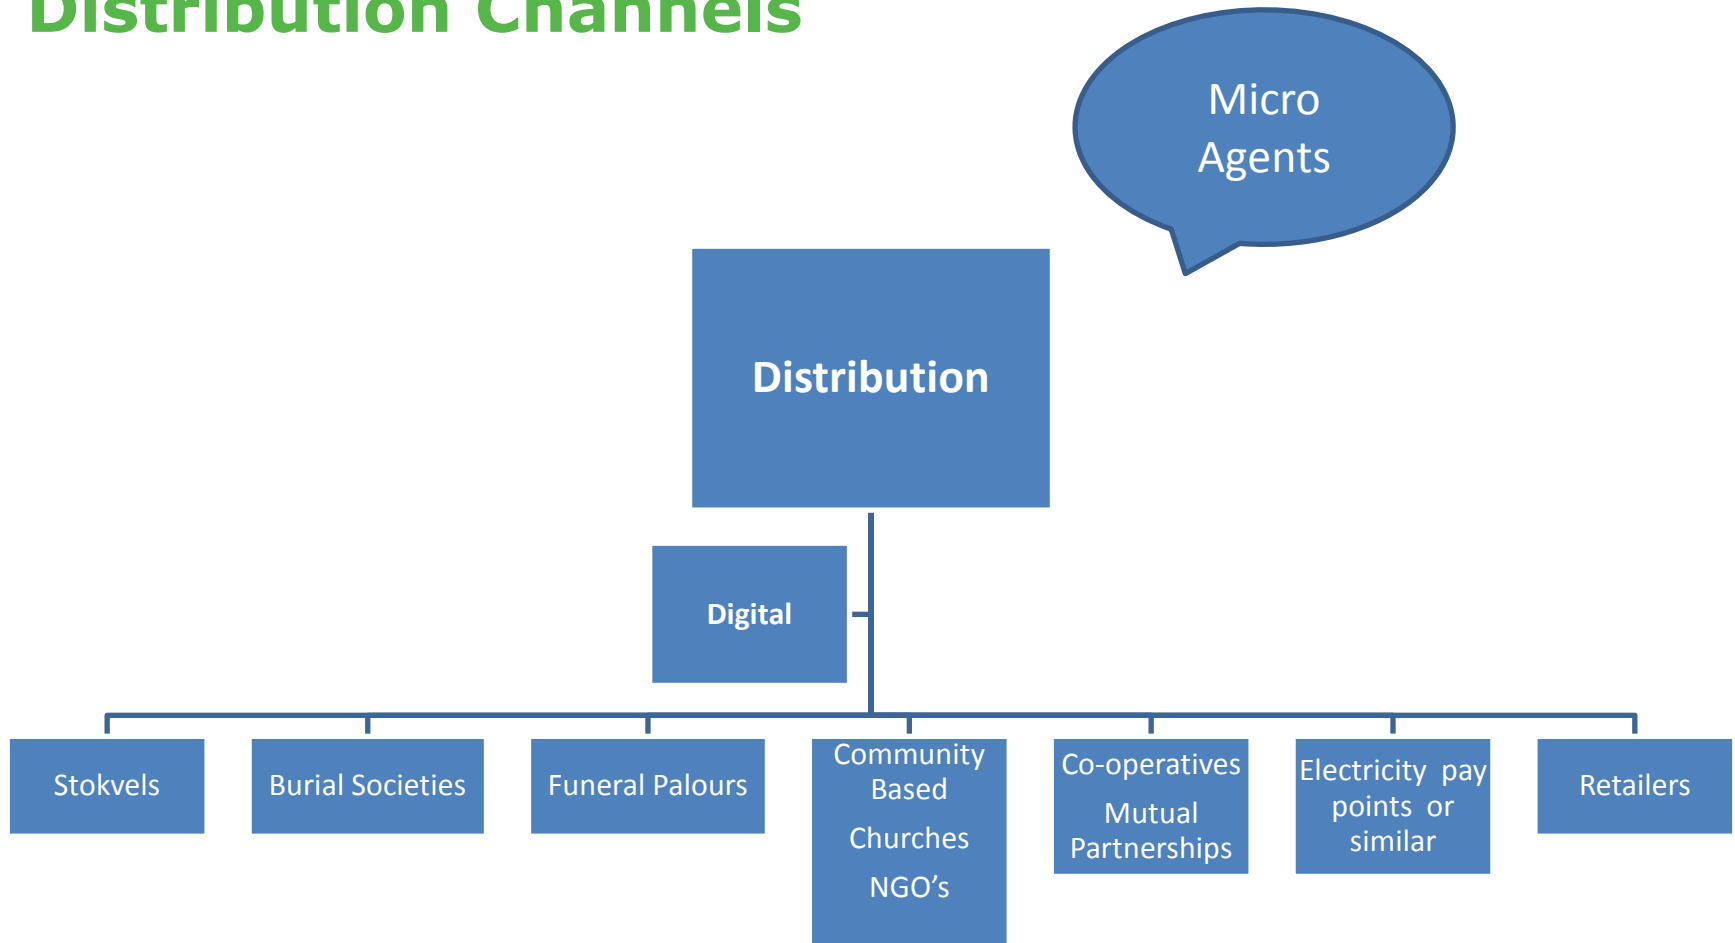 Distribution Channels
Micro
Agents
Distribution
Digital
Stokvels
Burial Societies
Funeral Palours
Community
Based
Churches
NGO’s
Co-operatives
Mutual
Partnerships
Electricity pay
points or
similar
Retailers